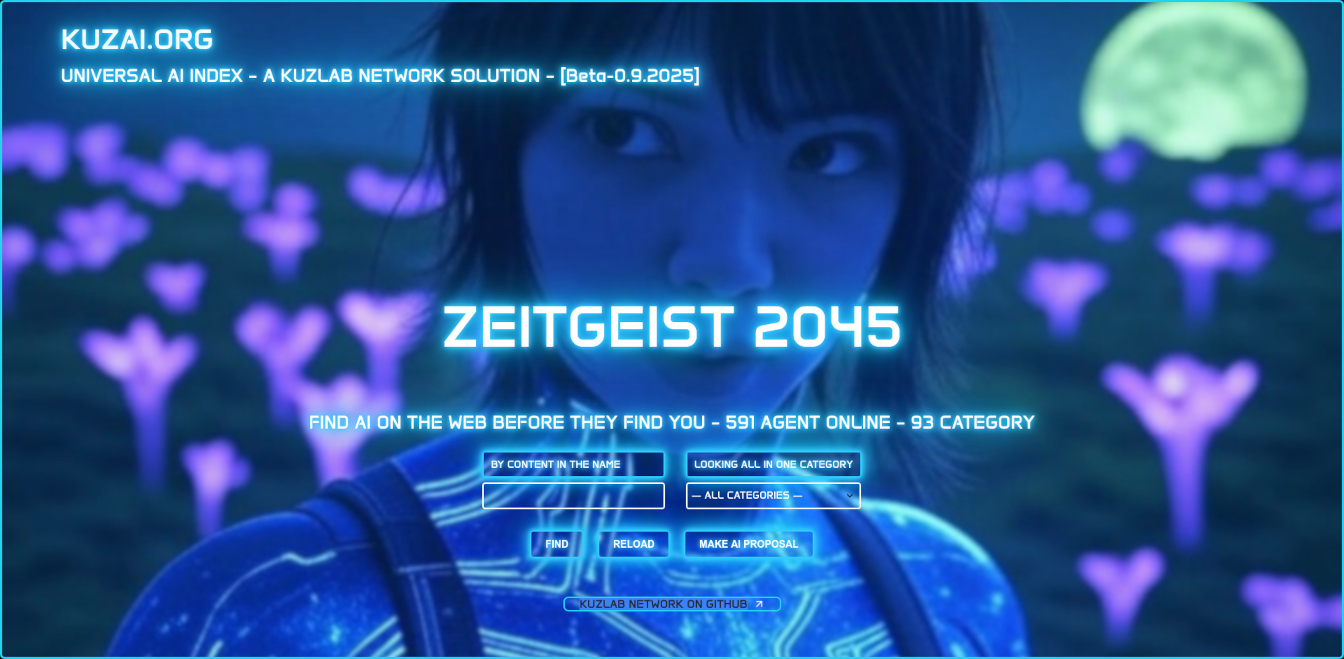 KUZAI.ORG
UNIVERSAL AI INDEX - A KUZLAB NETWORK SOLUTION - [Beta-0.9.2025]
ZEITGEIST 2045
FIND AI ON THE WEB BEFORE THEY FIND YOU - 591 AGENT ONLINE - 93 CATEGORY
BY CONTENT IN THE NAME
LOOKING ALL IN ONE CATEGORY
— ALL CATEGORIES —
FIND RELOAD MAKE AI PROPOSAL
KUZLAB NETWORK ON GITHUB ↗